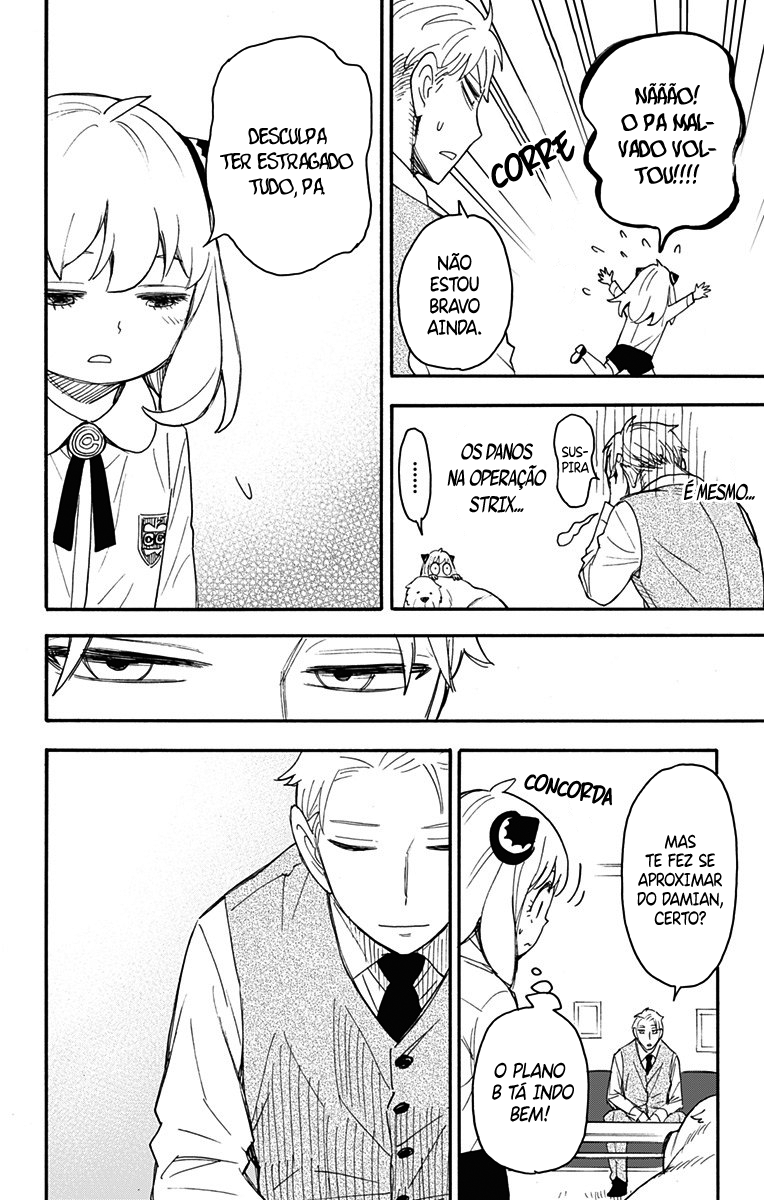 NÃÃÃO!
O PA MAL-
VADO VOL-
TOU!!!!
CORRE
NÃO
ESTOU
BRAVO
AINDA.
DESCULPA
TER ESTRAGADO
TUDO, PA
É MESMO...
SUS-
PIRA
OS DANOS
NA OPERAÇÃO
STRIX...
......
MAS
TE FEZ SE
APROXIMAR
DO DAMIAN,
CERTO?
CONCORDA
O PLANO
B TÁ INDO
BEM!